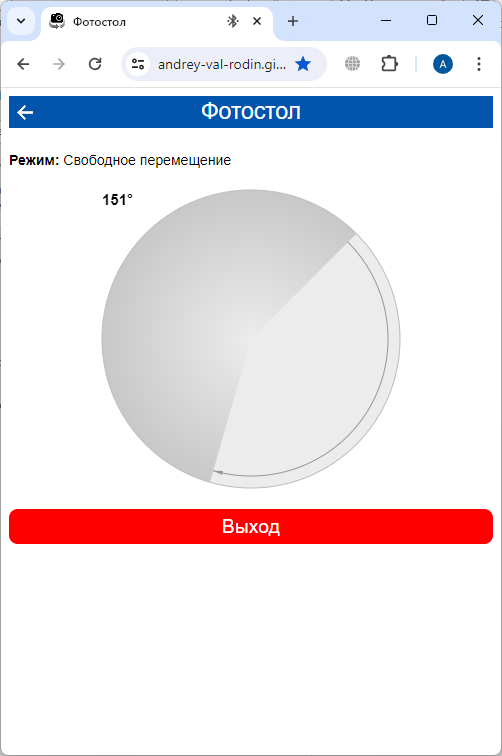 Фотостол
andrey-val-rodin.gi...
A
Фотостол
Режим: Свободное перемещение
151°
Выход